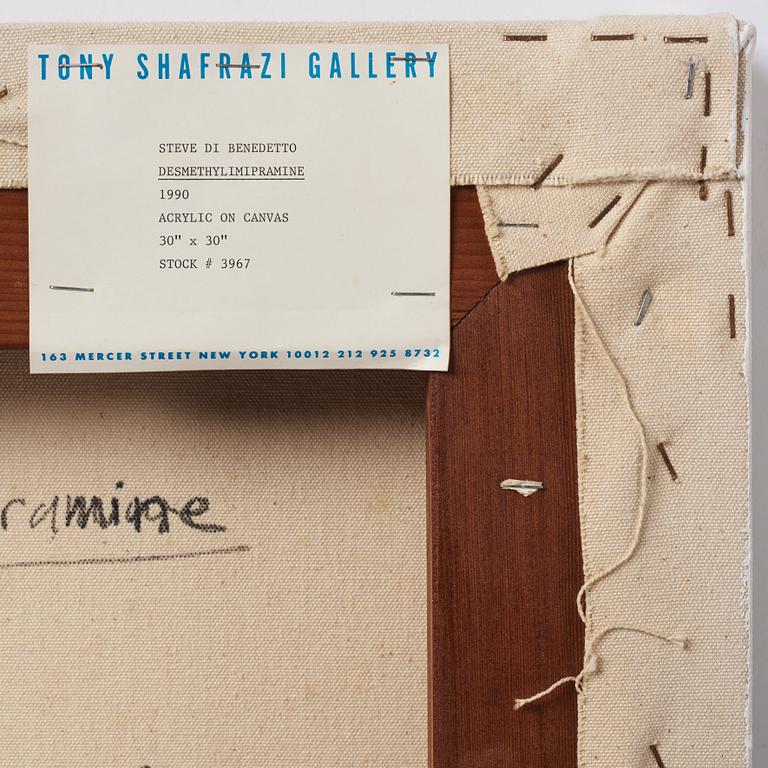 TONY SHAFRAZI GALLERY
STEVE DI BENEDETTO
DESMETHYLIMIPRAMINE
1990
ACRYLIC ON CANVAS
30" x 30"
STOCK # 3967
163 MERCER STREET NEW YORK 10012 212 925 8732
ramine